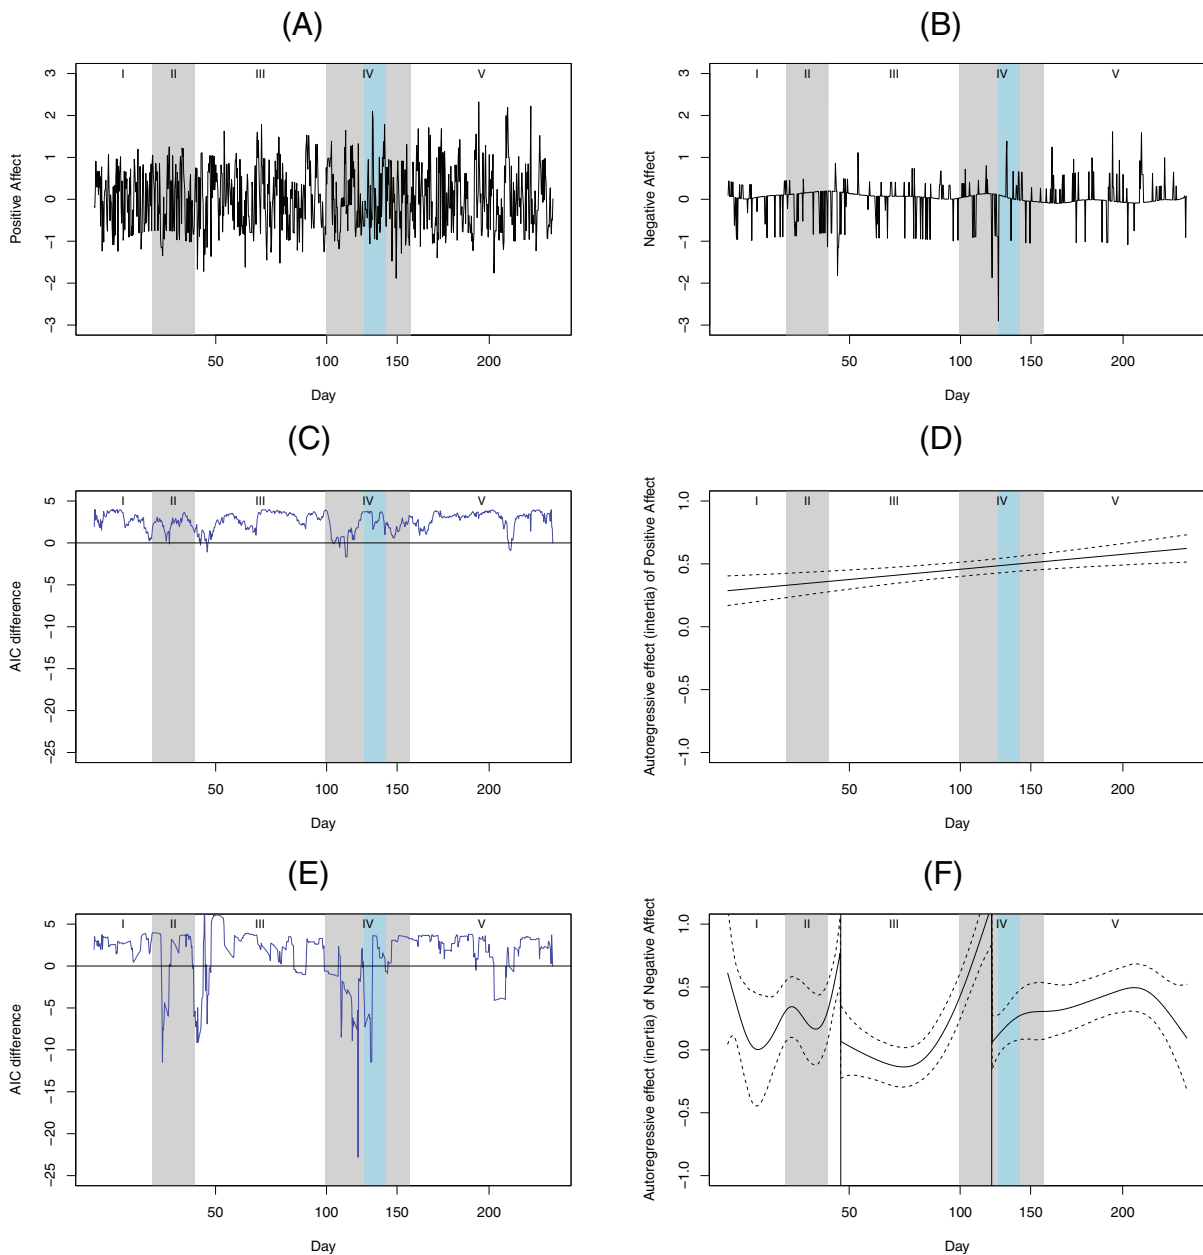 (A)
(B)
I II III IV V
I II III IV V
Positive Affect
3
2
1
0
−1
−2
−3
50 100 150 200
Day
Negative Affect
3
2
1
0
−1
−2
−3
50 100 150 200
Day
(C)
(D)
I II III IV V
I II III IV V
AIC difference
5
0
−5
−10
−15
−20
−25
50 100 150 200
Day
Autoregressive effect (intertia) of Positive Affect
1.0
0.5
0.0
−0.5
−1.0
50 100 150 200
Day
(E)
(F)
I II III IV V
I II III IV V
AIC difference
5
0
−5
−10
−15
−20
−25
50 100 150 200
Day
Autoregressive effect (inertia) of Negative Affect
1.0
0.5
0.0
−0.5
−1.0
50 100 150 200
Day